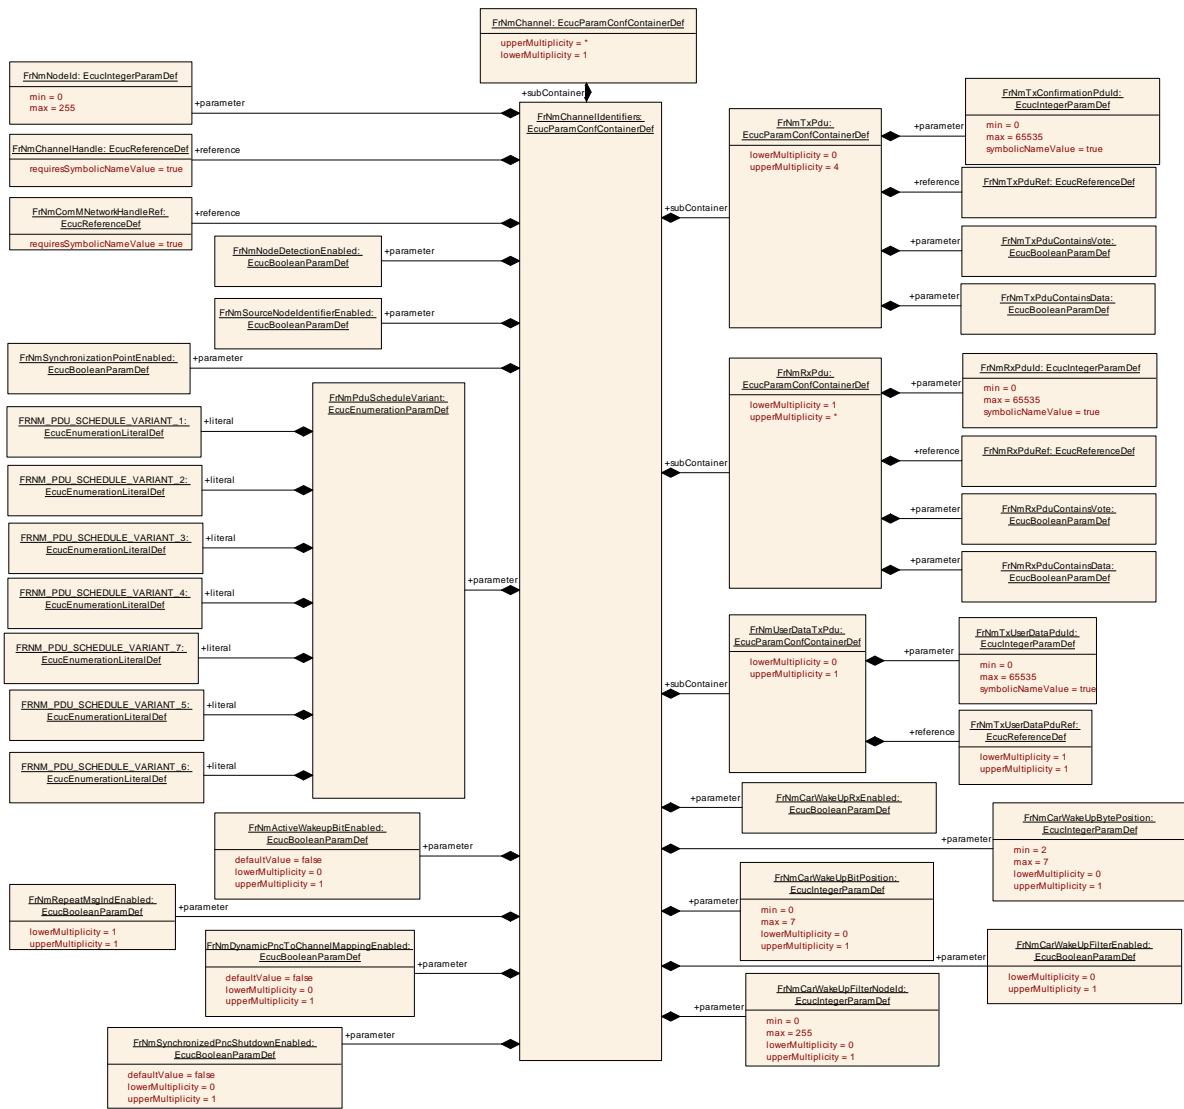 FrNmChannel: EcucParamConfContainerDef
upperMultiplicity = *
lowerMultiplicity = 1
+subContainer
FrNmChannelIdentifiers:
EcucParamConfContainerDef
FrNmNodeId: EcucIntegerParamDef
min = 0
max = 255
+parameter
FrNmChannelHandle: EcucReferenceDef
requiresSymbolicNameValue = true
+reference
FrNmComMNetworkHandleRef:
EcucReferenceDef
requiresSymbolicNameValue = true
+reference
FrNmNodeDetectionEnabled:
EcucBooleanParamDef
+parameter
FrNmSourceNodeIdentifierEnabled:
EcucBooleanParamDef
+parameter
FrNmSynchronizationPointEnabled:
EcucBooleanParamDef
+parameter
FrNmPduScheduleVariant:
EcucEnumerationParamDef
+parameter
FRNM_PDU_SCHEDULE_VARIANT_1:
EcucEnumerationLiteralDef
+literal
FRNM_PDU_SCHEDULE_VARIANT_2:
EcucEnumerationLiteralDef
+literal
FRNM_PDU_SCHEDULE_VARIANT_3:
EcucEnumerationLiteralDef
+literal
FRNM_PDU_SCHEDULE_VARIANT_4:
EcucEnumerationLiteralDef
+literal
FRNM_PDU_SCHEDULE_VARIANT_7:
EcucEnumerationLiteralDef
+literal
FRNM_PDU_SCHEDULE_VARIANT_5:
EcucEnumerationLiteralDef
+literal
FRNM_PDU_SCHEDULE_VARIANT_6:
EcucEnumerationLiteralDef
+literal
FrNmActiveWakeupBitEnabled:
EcucBooleanParamDef
defaultValue = false
lowerMultiplicity = 0
upperMultiplicity = 1
+parameter
FrNmRepeatMsgIndEnabled:
EcucBooleanParamDef
lowerMultiplicity = 1
upperMultiplicity = 1
+parameter
FrNmDynamicPncToChannelMappingEnabled:
EcucBooleanParamDef
defaultValue = false
lowerMultiplicity = 0
upperMultiplicity = 1
+parameter
FrNmSynchronizedPncShutdownEnabled:
EcucBooleanParamDef
defaultValue = false
lowerMultiplicity = 0
upperMultiplicity = 1
+parameter
FrNmTxPdu:
EcucParamConfContainerDef
lowerMultiplicity = 0
upperMultiplicity = 4
+subContainer
FrNmTxConfirmationPduId:
EcucIntegerParamDef
min = 0
max = 65535
symbolicNameValue = true
+parameter
FrNmTxPduRef: EcucReferenceDef
+reference
FrNmTxPduContainsVote:
EcucBooleanParamDef
+parameter
FrNmTxPduContainsData:
EcucBooleanParamDef
+parameter
FrNmRxPdu:
EcucParamConfContainerDef
lowerMultiplicity = 1
upperMultiplicity = *
+subContainer
FrNmRxPduId: EcucIntegerParamDef
min = 0
max = 65535
symbolicNameValue = true
+parameter
FrNmRxPduRef: EcucReferenceDef
+reference
FrNmRxPduContainsVote:
EcucBooleanParamDef
+parameter
FrNmRxPduContainsData:
EcucBooleanParamDef
+parameter
FrNmUserDataTxPdu:
EcucParamConfContainerDef
lowerMultiplicity = 0
upperMultiplicity = 1
+subContainer
FrNmTxUserDataPduId:
EcucIntegerParamDef
min = 0
max = 65535
symbolicNameValue = true
+parameter
FrNmTxUserDataPduRef:
EcucReferenceDef
lowerMultiplicity = 1
upperMultiplicity = 1
+reference
FrNmCarWakeUpRxEnabled:
EcucBooleanParamDef
+parameter
FrNmCarWakeUpBytePosition:
EcucIntegerParamDef
min = 2
max = 7
lowerMultiplicity = 0
upperMultiplicity = 1
+parameter
FrNmCarWakeUpBitPosition:
EcucIntegerParamDef
min = 0
max = 7
lowerMultiplicity = 0
upperMultiplicity = 1
+parameter
FrNmCarWakeUpFilterEnabled:
EcucBooleanParamDef
lowerMultiplicity = 0
upperMultiplicity = 1
+parameter
FrNmCarWakeUpFilterNodeId:
EcucIntegerParamDef
min = 0
max = 255
lowerMultiplicity = 0
upperMultiplicity = 1
+parameter